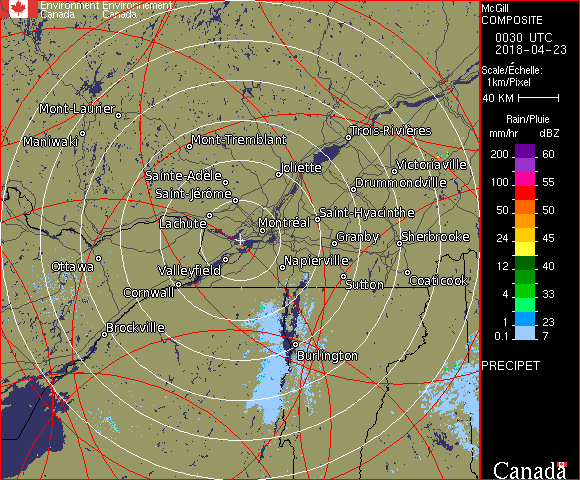 Environment Environnement
Canada Canada
McGill
COMPOSITE
0030 UTC
2018-04-23
Scale/Échelle:
1km/Pixel
40 KM
Rain/Pluie
mm/hr dBZ
200 60
100 55
50 50
24 45
12 40
8 33
4 30
1 23
0.1 7
PRECIPET
Canada
Mont-Laurier
Maniwaki
Mont-Tremblant
Trois-Rivières
Joliette
Victoriaville
Sainte-Adèle
Drummondville
Saint-Jérôme
Saint-Hyacinthe
Lachute
Montréal
Granby
Sherbrooke
Ottawa
Valleyfield
Napierville
Cornwall
Sutton
Coaticook
Brockville
Burlington